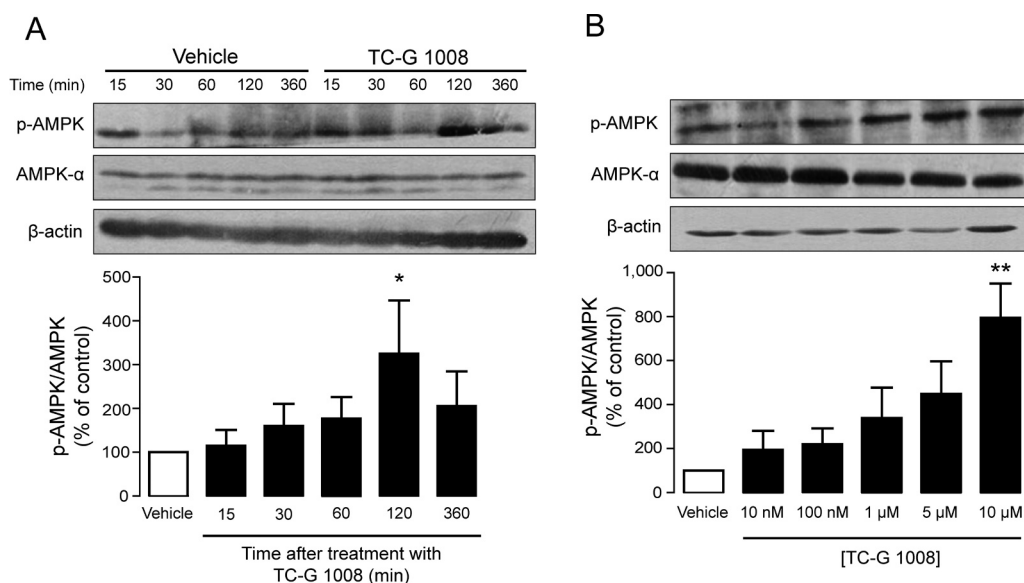 A
Vehicle TC-G 1008
Time (min) 15 30 60 120 360 15 30 60 120 360
p-AMPK
AMPK-α
β-actin
500
400
300
200
100
0
p-AMPK/AMPK
(% of control)
*
Vehicle 15 30 60 120 360
Time after treatment with
TC-G 1008 (min)
B
p-AMPK
AMPK-α
β-actin
1,000
800
600
400
200
0
p-AMPK/AMPK
(% of control)
**
Vehicle 10 nM 100 nM 1 µM 5 µM 10 µM
[TC-G 1008]